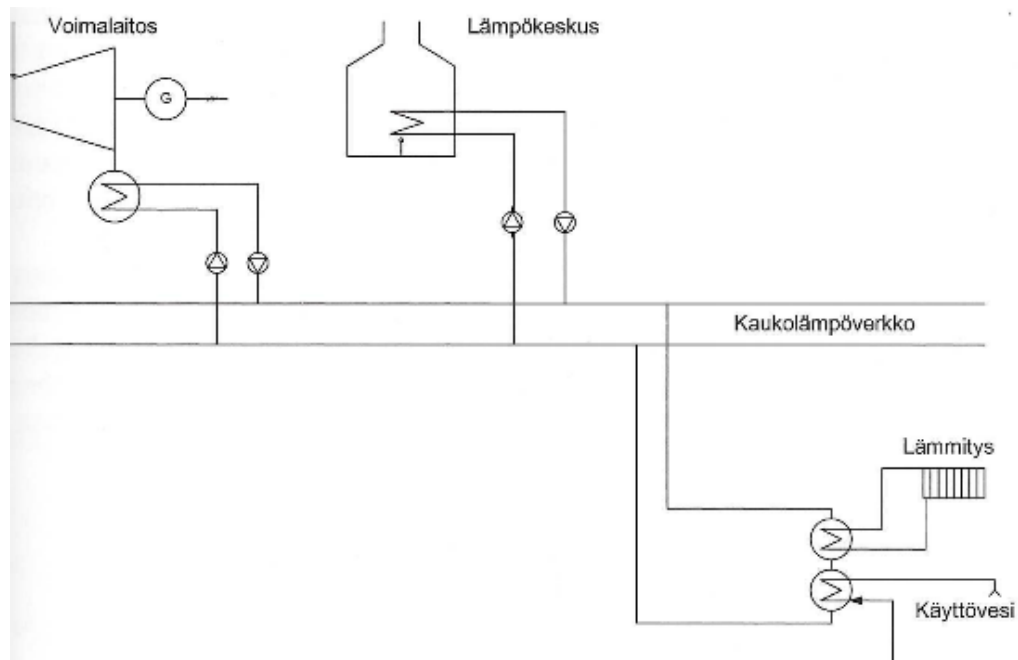 Voimalaitos
Lämpökeskus
G
Kaukolämpöverkko
Lämmitys
Käyttövesi